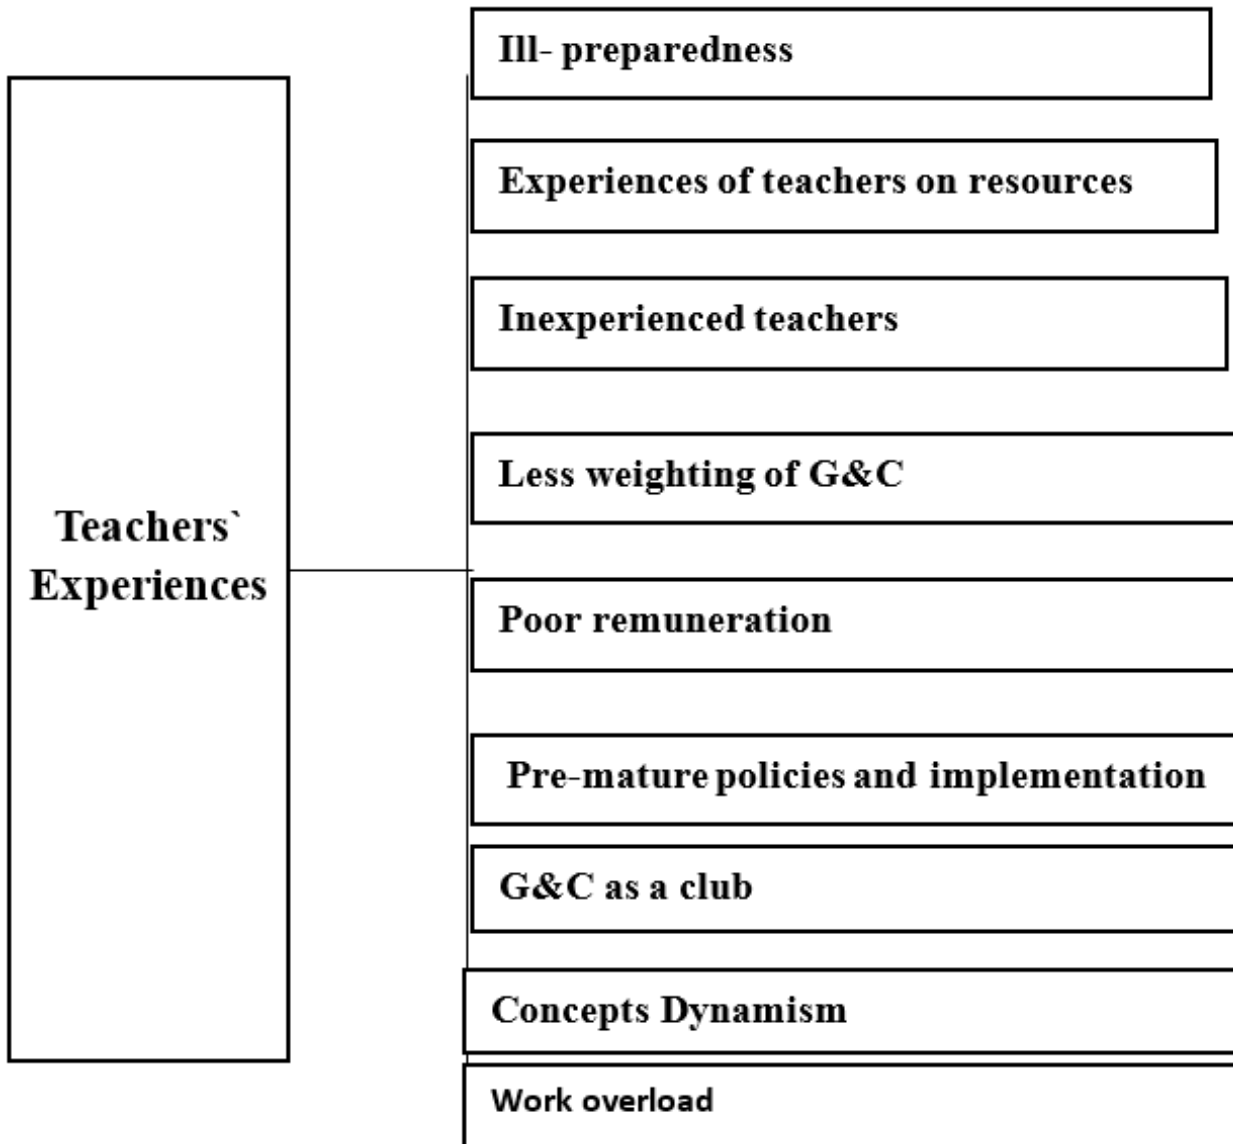 Ill- preparedness
Experiences of teachers on resources
Inexperienced teachers
Less weighting of G&C
Teachers`
Experiences
Poor remuneration
Pre-mature policies and implementation
G&C as a club
Concepts Dynamism
Work overload